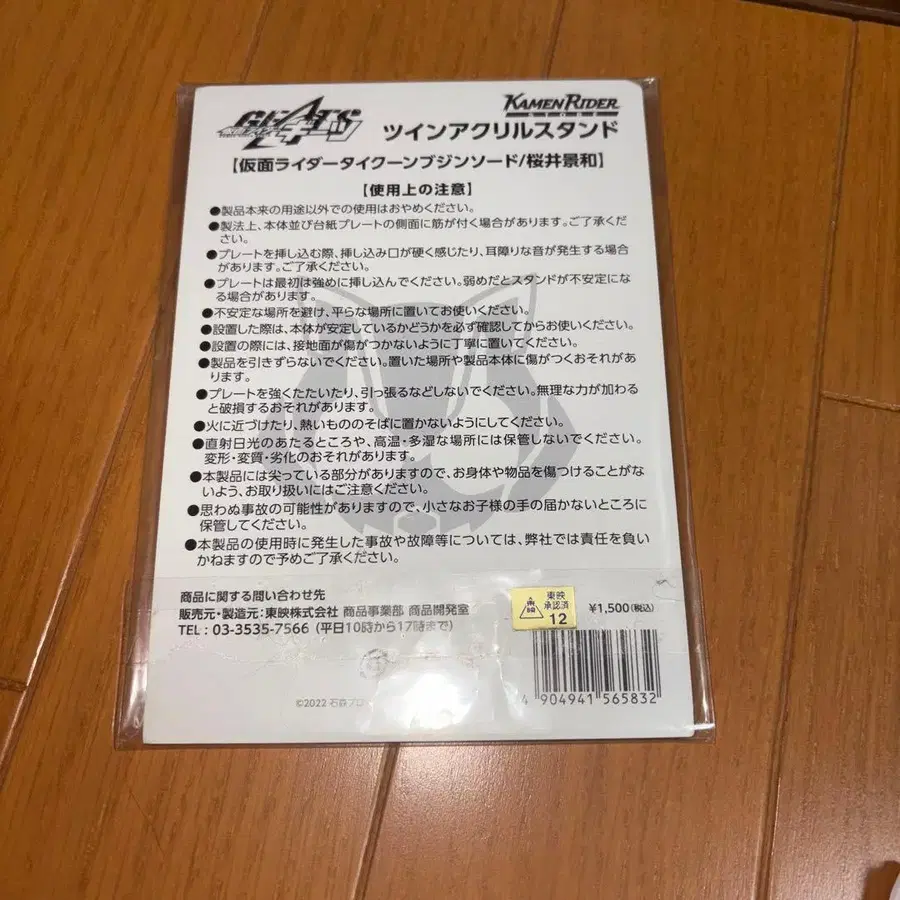 GEATS
仮面ライダーギーツ
KAMEN RIDER
STORE
ツインアクリルスタンド
【仮面ライダータイクーンブジンソード/桜井景和】
【使用上の注意】
●製品本来の用途以外での使用はおやめください。
●製法上、本体並び台紙プレートの側面に筋が付く場合があります。ご了承くだ
さい。
●プレートを挿し込む際、挿し込み口が硬く感じたり、耳障りな音が発生する場合
があります。ご了承ください。
●プレートは最初は強めに挿し込んでください。弱めだとスタンドが不安定にな
る場合があります。
●不安定な場所を避け、平らな場所に置いてお使いください。
●設置した際は、本体が安定しているかどうかを必ず確認してからお使いください。
●設置の際には、接地面が傷がつかないように丁寧に置いてください。
●製品を引きずらないでください。置いた場所や製品本体に傷がつくおそれがあ
ります。
●プレートを強くたたいたり、引っ張るなどしないでください。無理な力が加わる
と破損するおそれがあります。
●火に近づけたり、熱いもののそばに置かないようにしてください。
●直射日光のあたるところや、高温・多湿な場所には保管しないでください。
変形・変質・劣化のおそれがあります。
●本製品には尖っている部分がありますので、お身体や物品を傷つけることがな
いよう、お取り扱いにはご注意ください。
●思わぬ事故の可能性がありますので、小さなお子様の手の届かないところに
保管してください。
●本製品の使用時に発生した事故や故障等については、弊社では責任を負い
かねますので予めご了承ください。
商品に関する問い合わせ先
販売元・製造元:東映株式会社 商品事業部 商品開発室
TEL:03-3535-7566 (平日10時から17時まで)
東映
東映
承認済
12
¥1,500(税込)
4 904941 565832
©2022 石森プロ